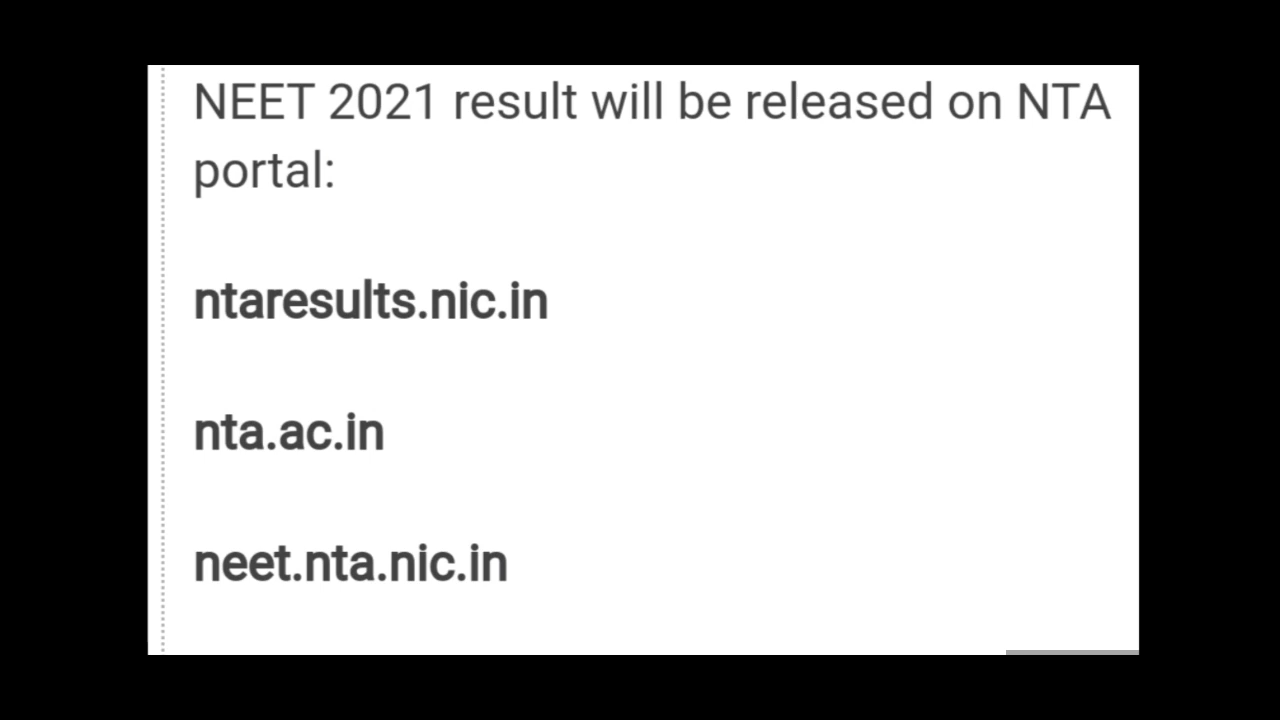 NEET 2021 result will be released on NTA
portal:
ntaresults.nic.in
nta.ac.in
neet.nta.nic.in